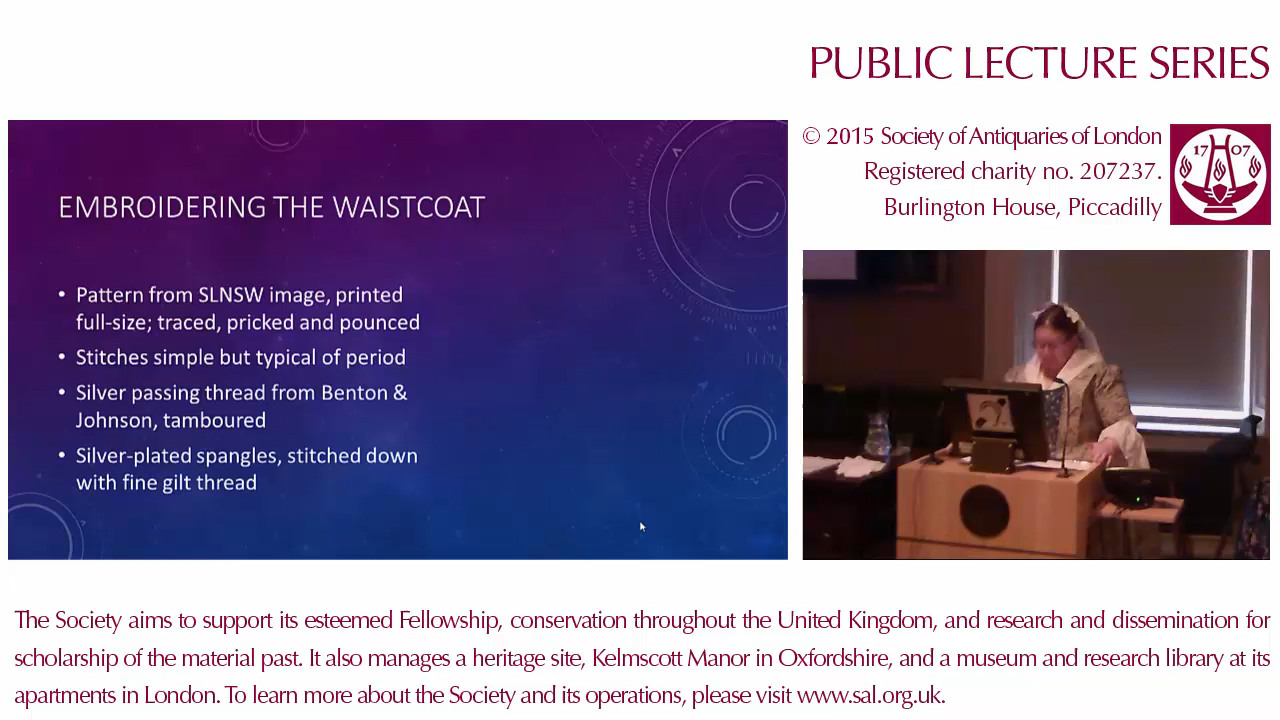 PUBLIC LECTURE SERIES
© 2015 Society of Antiquaries of London
Registered charity no. 207237.
Burlington House, Piccadilly
17 07
EMBROIDERING THE WAISTCOAT
• Pattern from SLNSW image, printed
full-size; traced, pricked and pounced
• Stitches simple but typical of period
• Silver passing thread from Benton &
Johnson, tamboured
• Silver-plated spangles, stitched down
with fine gilt thread
The Society aims to support its esteemed Fellowship, conservation throughout the United Kingdom, and research and dissemination for
scholarship of the material past. It also manages a heritage site, Kelmscott Manor in Oxfordshire, and a museum and research library at its
apartments in London. To learn more about the Society and its operations, please visit www.sal.org.uk.